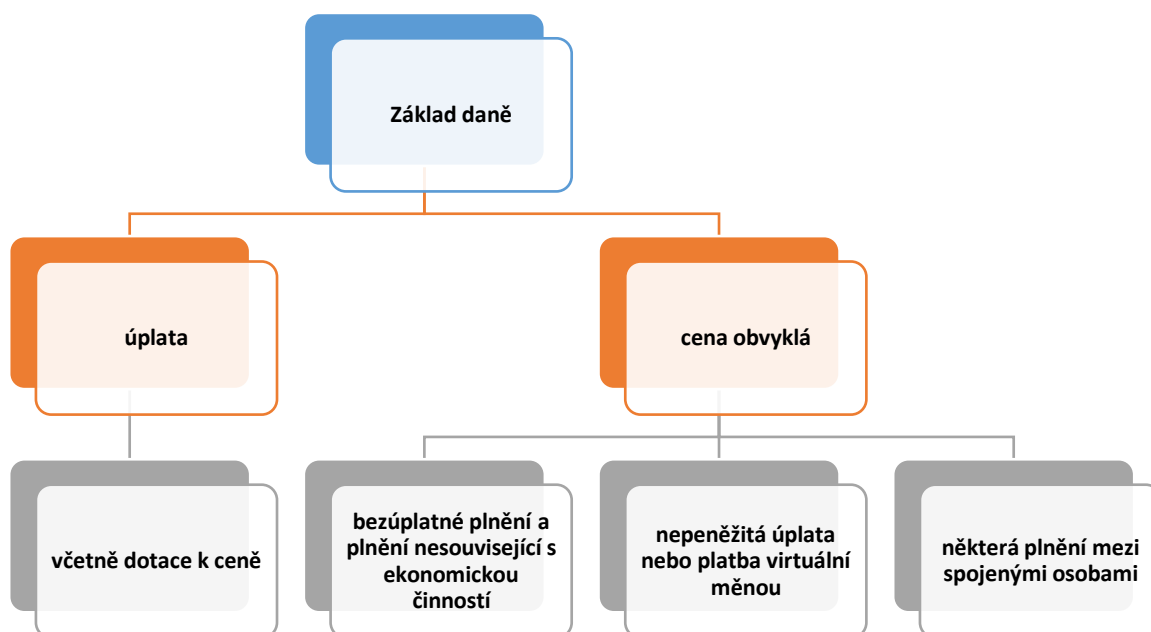 Základ daně
úplata
cena obvyklá
včetně dotace k ceně
bezúplatné plnění a
plnění nesouvisející s
ekonomickou
činností
nepeněžitá úplata
nebo platba virtuální
měnou
některá plnění mezi
spojenými osobami